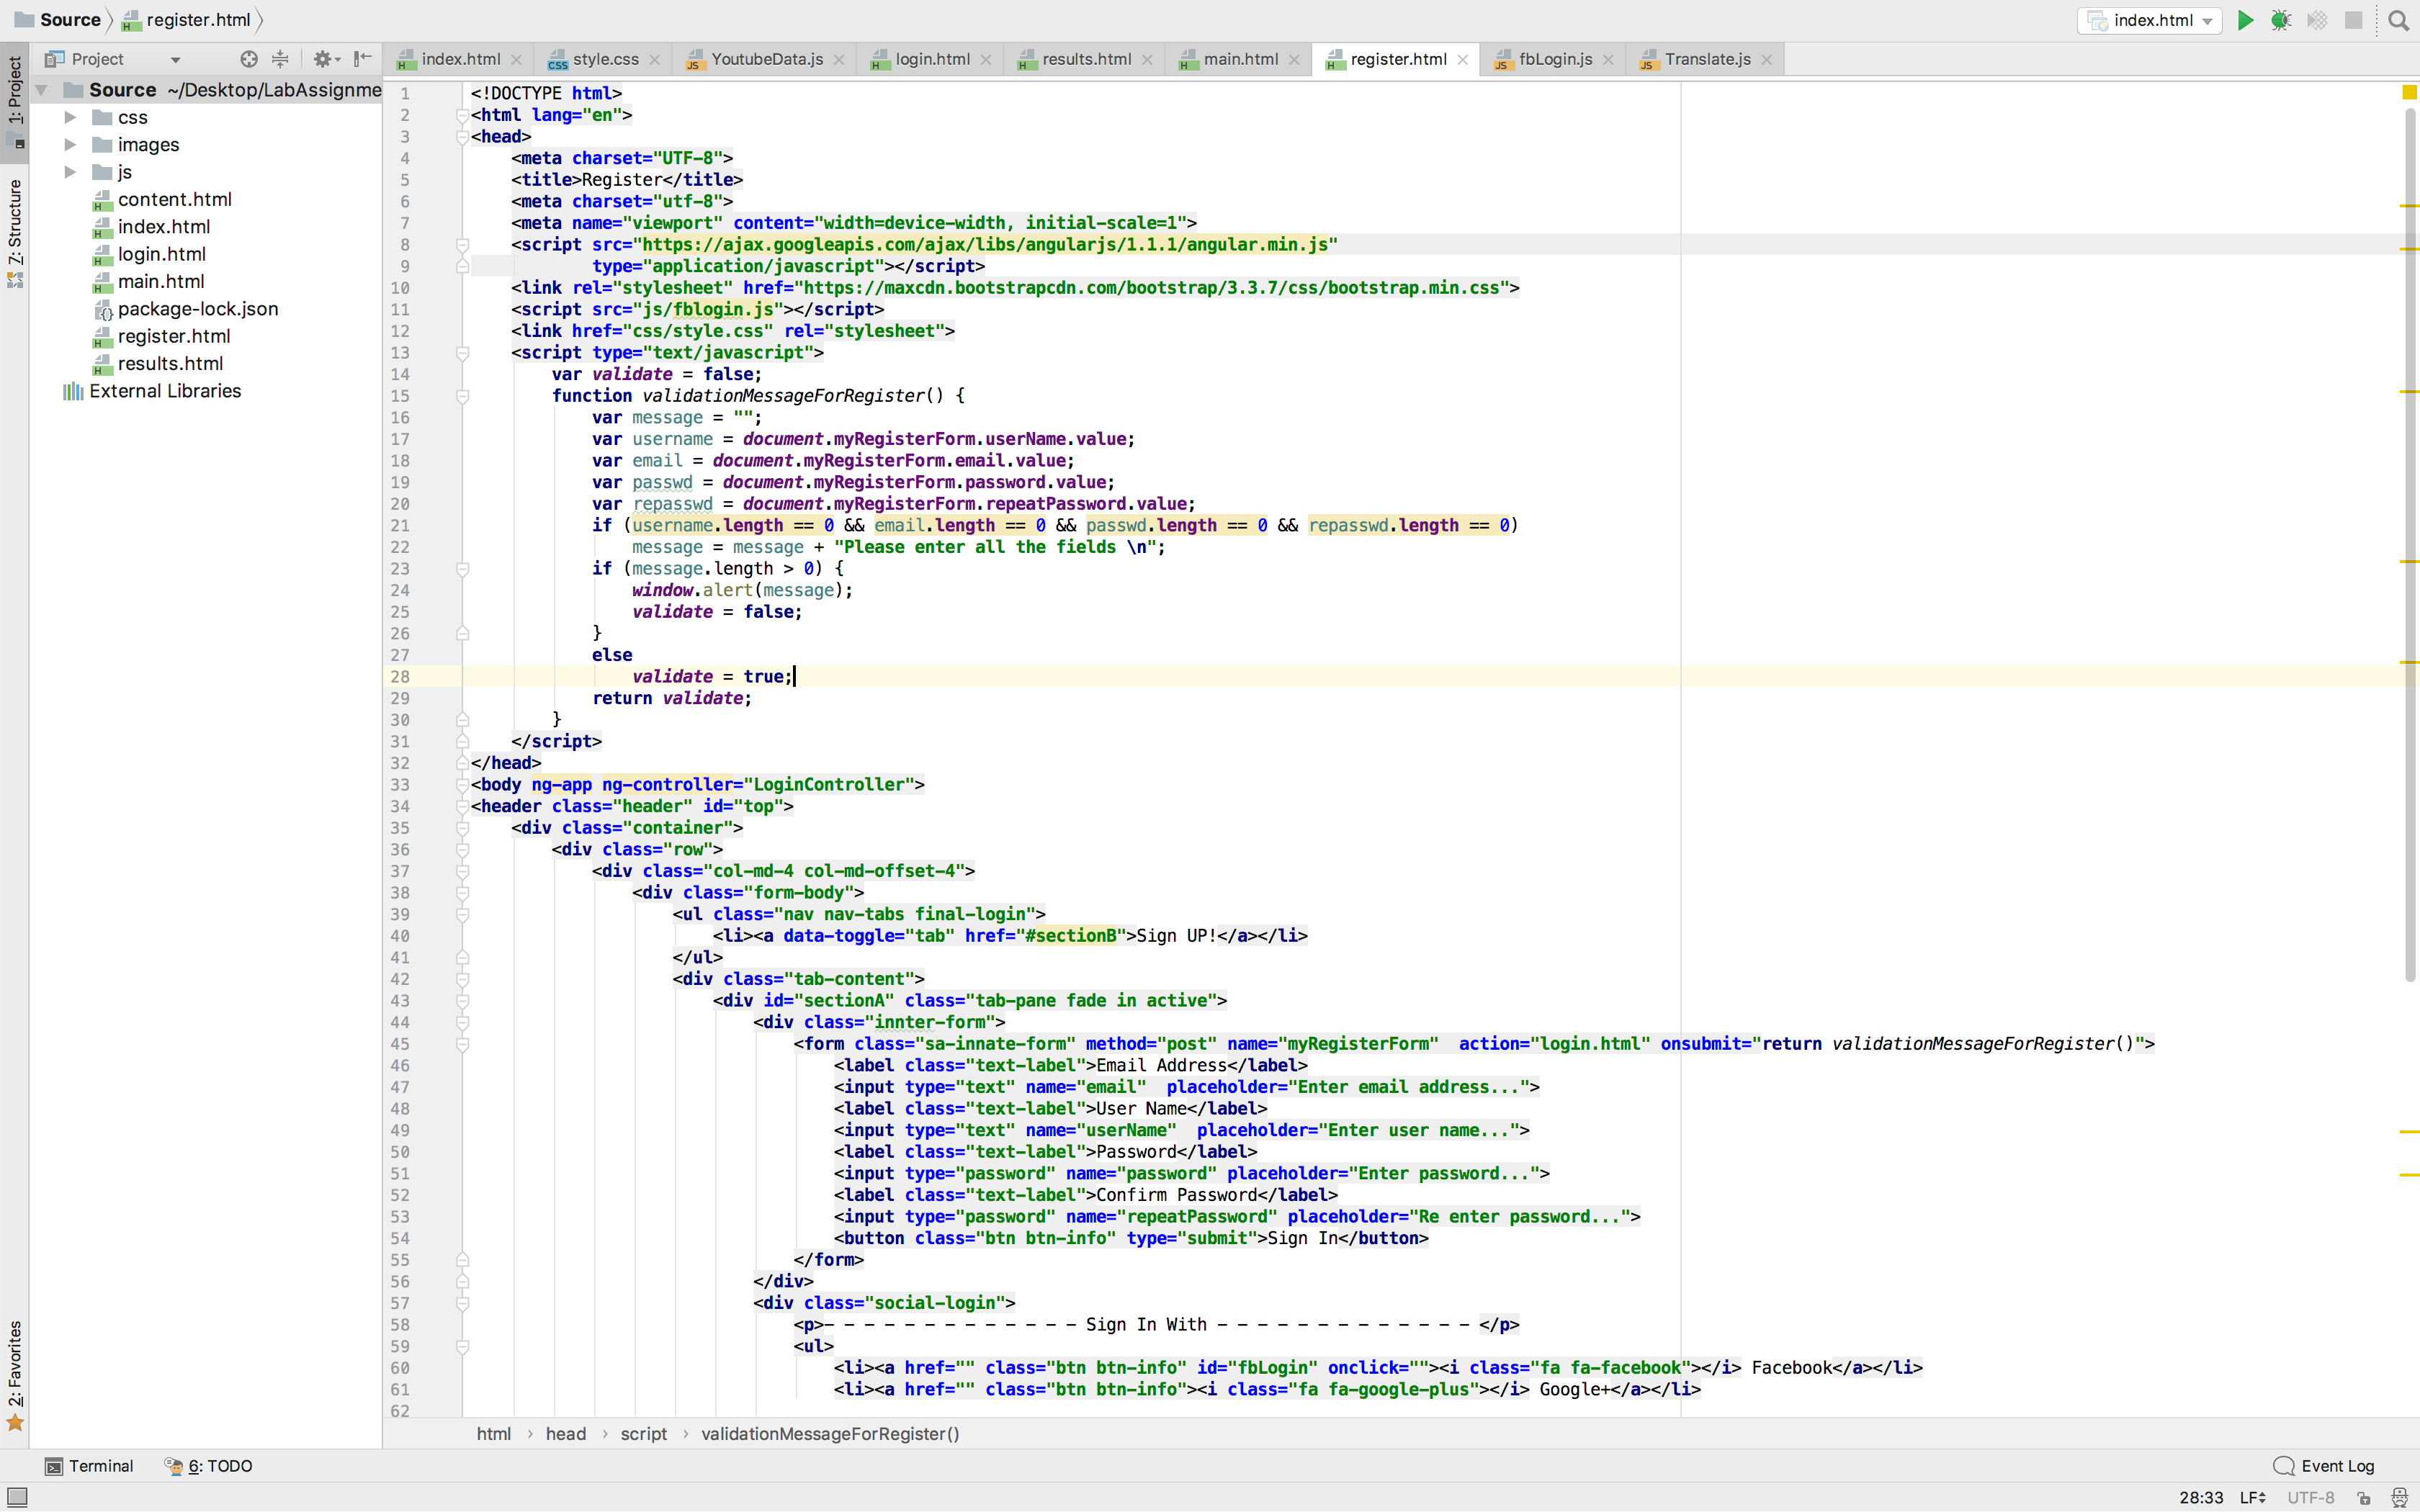 Source register.html index.html
1: Project
Z: Structure
2: Favorites
Project
Source ~/Desktop/LabAssignme
css
images
js
content.html
index.html
login.html
main.html
package-lock.json
register.html
results.html
External Libraries
index.html style.css YoutubeData.js login.html results.html main.html register.html fbLogin.js Translate.js
1 <!DOCTYPE html>
2 <html lang="en">
3 <head>
4 <meta charset="UTF-8">
5 <title>Register</title>
6 <meta charset="utf-8">
7 <meta name="viewport" content="width=device-width, initial-scale=1">
8 <script src="https://ajax.googleapis.com/ajax/libs/angularjs/1.1.1/angular.min.js"
9 type="application/javascript"></script>
10 <link rel="stylesheet" href="https://maxcdn.bootstrapcdn.com/bootstrap/3.3.7/css/bootstrap.min.css">
11 <script src="js/fblogin.js"></script>
12 <link href="css/style.css" rel="stylesheet">
13 <script type="text/javascript">
14 var validate = false;
15 function validationMessageForRegister() {
16 var message = "";
17 var username = document.myRegisterForm.userName.value;
18 var email = document.myRegisterForm.email.value;
19 var passwd = document.myRegisterForm.password.value;
20 var repasswd = document.myRegisterForm.repeatPassword.value;
21 if (username.length == 0 && email.length == 0 && passwd.length == 0 && repasswd.length == 0)
22 message = message + "Please enter all the fields \n";
23 if (message.length > 0) {
24 window.alert(message);
25 validate = false;
26 }
27 else
28 validate = true;
29 return validate;
30 }
31 </script>
32 </head>
33 <body ng-app ng-controller="LoginController">
34 <header class="header" id="top">
35 <div class="container">
36 <div class="row">
37 <div class="col-md-4 col-md-offset-4">
38 <div class="form-body">
39 <ul class="nav nav-tabs final-login">
40 <li><a data-toggle="tab" href="#sectionB">Sign UP!</a></li>
41 </ul>
42 <div class="tab-content">
43 <div id="sectionA" class="tab-pane fade in active">
44 <div class="innter-form">
45 <form class="sa-innate-form" method="post" name="myRegisterForm"  action="login.html" onsubmit="return validationMessageForRegister()">
46 <label class="text-label">Email Address</label>
47 <input type="text" name="email"  placeholder="Enter email address...">
48 <label class="text-label">User Name</label>
49 <input type="text" name="userName"  placeholder="Enter user name...">
50 <label class="text-label">Password</label>
51 <input type="password" name="password" placeholder="Enter password...">
52 <label class="text-label">Confirm Password</label>
53 <input type="password" name="repeatPassword" placeholder="Re enter password...">
54 <button class="btn btn-info" type="submit">Sign In</button>
55 </form>
56 </div>
57 <div class="social-login">
58 <p>- - - - - - - - - - - - - Sign In With - - - - - - - - - - - - - </p>
59 <ul>
60 <li><a href="" class="btn btn-info" id="fbLogin" onclick=""><i class="fa fa-facebook"></i> Facebook</a></li>
61 <li><a href="" class="btn btn-info"><i class="fa fa-google-plus"></i> Google+</a></li>
62
html › head › script › validationMessageForRegister()
Terminal 6: TODO Event Log
28:33 LF UTF-8